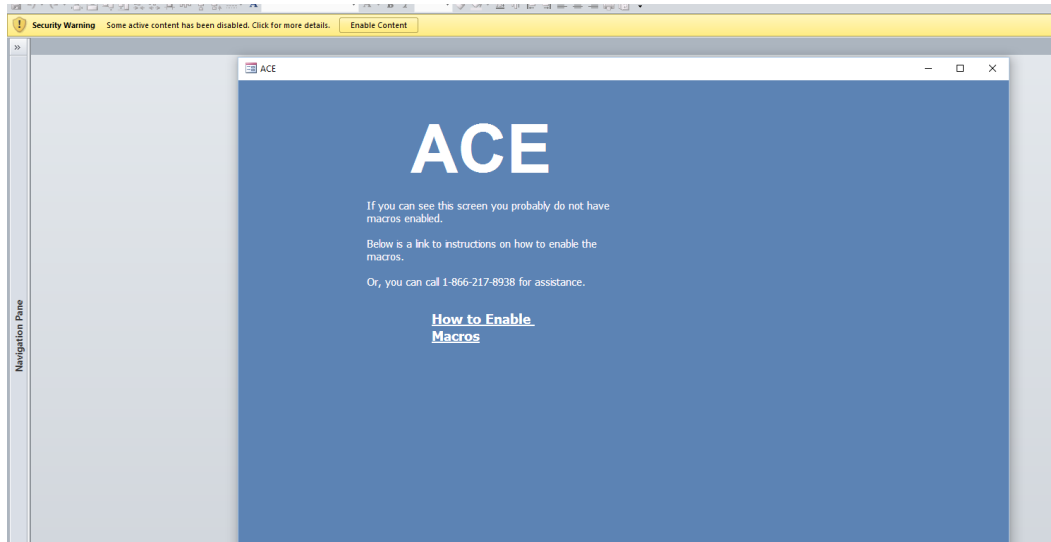 Security Warning Some active content has been disabled. Click for more details. Enable Content
»
ACE
ACE
If you can see this screen you probably do not have
macros enabled.
Below is a link to instructions on how to enable the
macros.
Or, you can call 1-866-217-8938 for assistance.
How to Enable
Macros
Navigation Pane